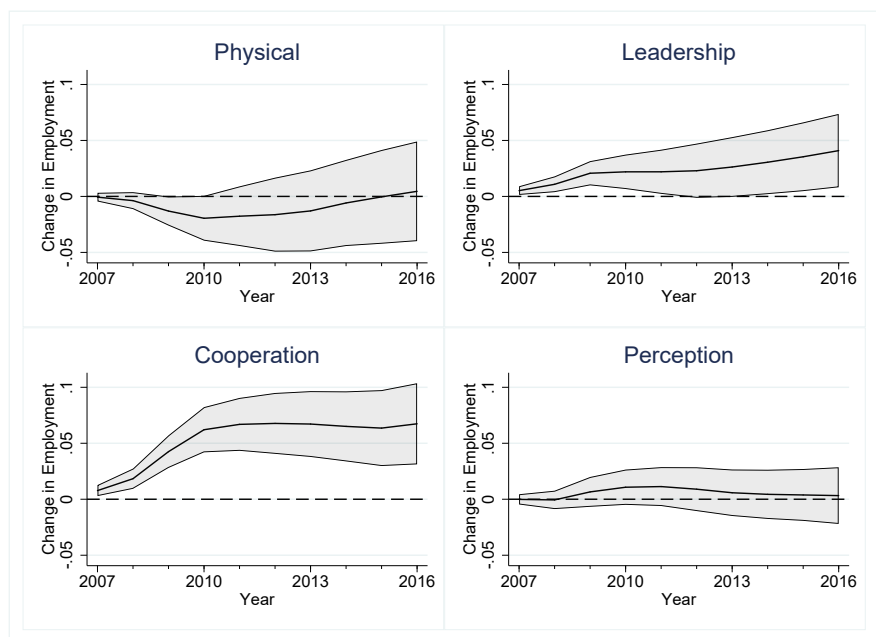 Physical
Change in Employment
.1
.05
0
-.05
2007
2010
2013
2016
Year
Leadership
Change in Employment
.1
.05
0
-.05
2007
2010
2013
2016
Year
Cooperation
Change in Employment
.1
.05
0
-.05
2007
2010
2013
2016
Year
Perception
Change in Employment
.1
.05
0
-.05
2007
2010
2013
2016
Year